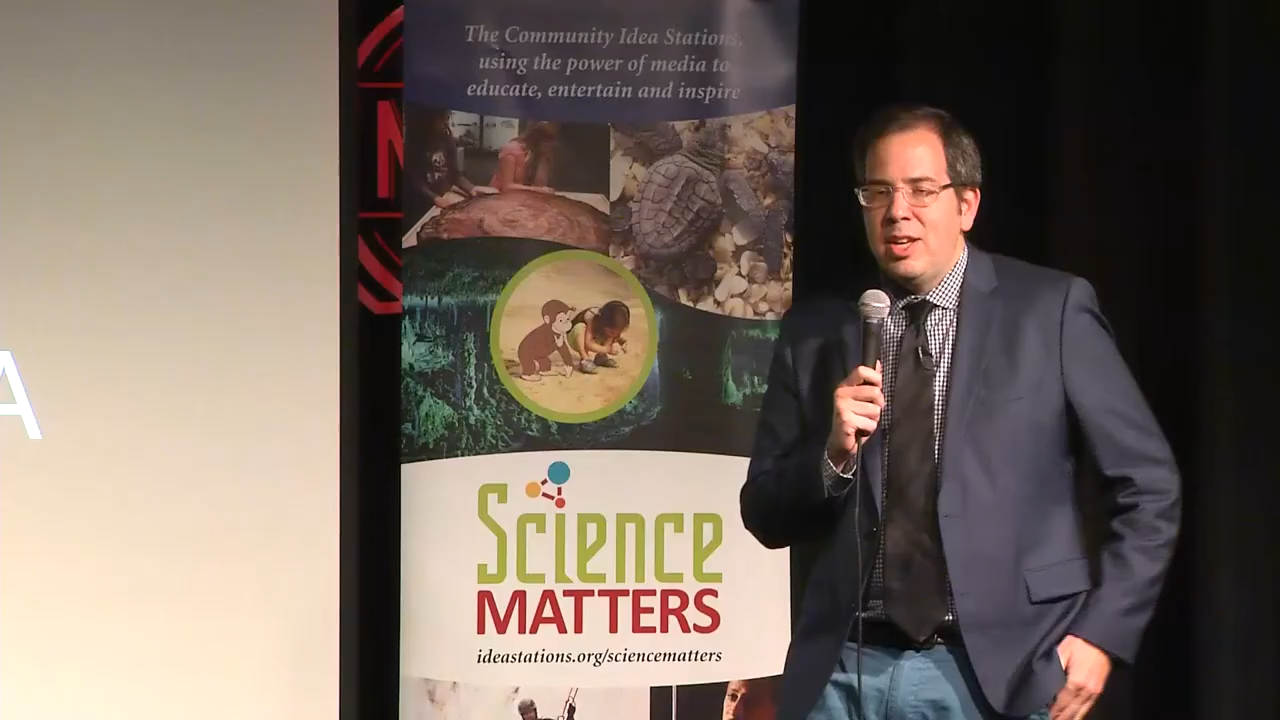 The Community Idea Stations,
using the power of media to
educate, entertain and inspire
M
A
Science
MATTERS
ideastations.org/sciencematters